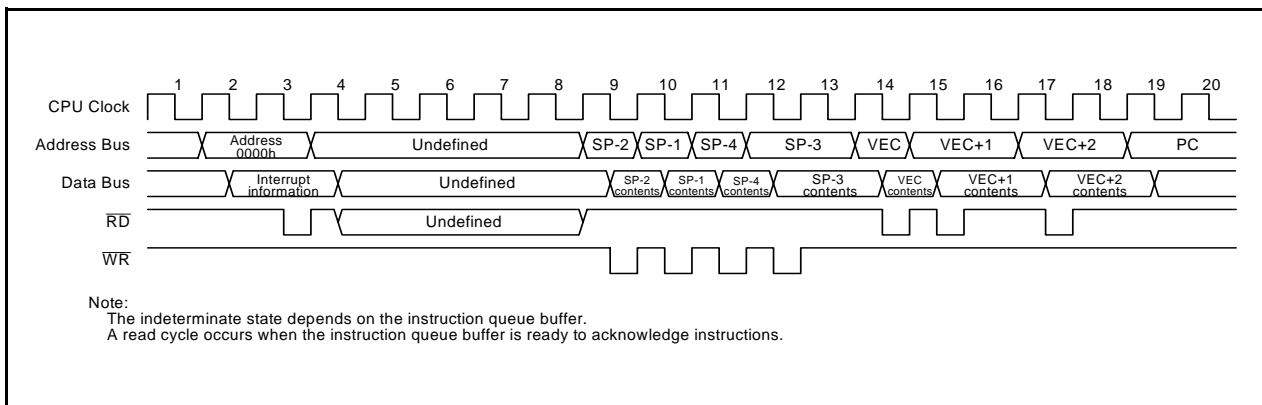 1 2 3 4 5 6 7 8 9 10 11 12 13 14 15 16 17 18 19 20
CPU Clock
Address Bus Address 0000h Undefined SP-2 SP-1 SP-4 SP-3 VEC VEC+1 VEC+2 PC
Data Bus Interrupt information Undefined SP-2 contents SP-1 contents SP-4 contents SP-3 contents VEC contents VEC+1 contents VEC+2 contents
RD Undefined
WR
Note:
The indeterminate state depends on the instruction queue buffer.
A read cycle occurs when the instruction queue buffer is ready to acknowledge instructions.